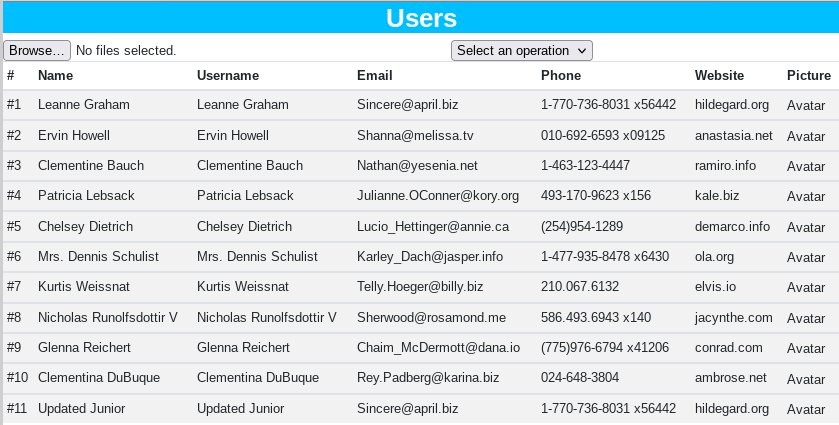 Users
Browse... No files selected. Select an operation
# Name Username Email Phone Website Picture
#1 Leanne Graham Leanne Graham Sincere@april.biz 1-770-736-8031 x56442 hildegard.org Avatar
#2 Ervin Howell Ervin Howell Shanna@melissa.tv 010-692-6593 x09125 anastasia.net Avatar
#3 Clementine Bauch Clementine Bauch Nathan@yesenia.net 1-463-123-4447 ramiro.info Avatar
#4 Patricia Lebsack Patricia Lebsack Julianne.OConner@kory.org 493-170-9623 x156 kale.biz Avatar
#5 Chelsey Dietrich Chelsey Dietrich Lucio_Hettinger@annie.ca (254)954-1289 demarco.info Avatar
#6 Mrs. Dennis Schulist Mrs. Dennis Schulist Karley_Dach@jasper.info 1-477-935-8478 x6430 ola.org Avatar
#7 Kurtis Weissnat Kurtis Weissnat Telly.Hoeger@billy.biz 210.067.6132 elvis.io Avatar
#8 Nicholas Runolfsdottir V Nicholas Runolfsdottir V Sherwood@rosamond.me 586.493.6943 x140 jacynthe.com Avatar
#9 Glenna Reichert Glenna Reichert Chaim_McDermott@dana.io (775)976-6794 x41206 conrad.com Avatar
#10 Clementina DuBuque Clementina DuBuque Rey.Padberg@karina.biz 024-648-3804 ambrose.net Avatar
#11 Updated Junior Updated Junior Sincere@april.biz 1-770-736-8031 x56442 hildegard.org Avatar